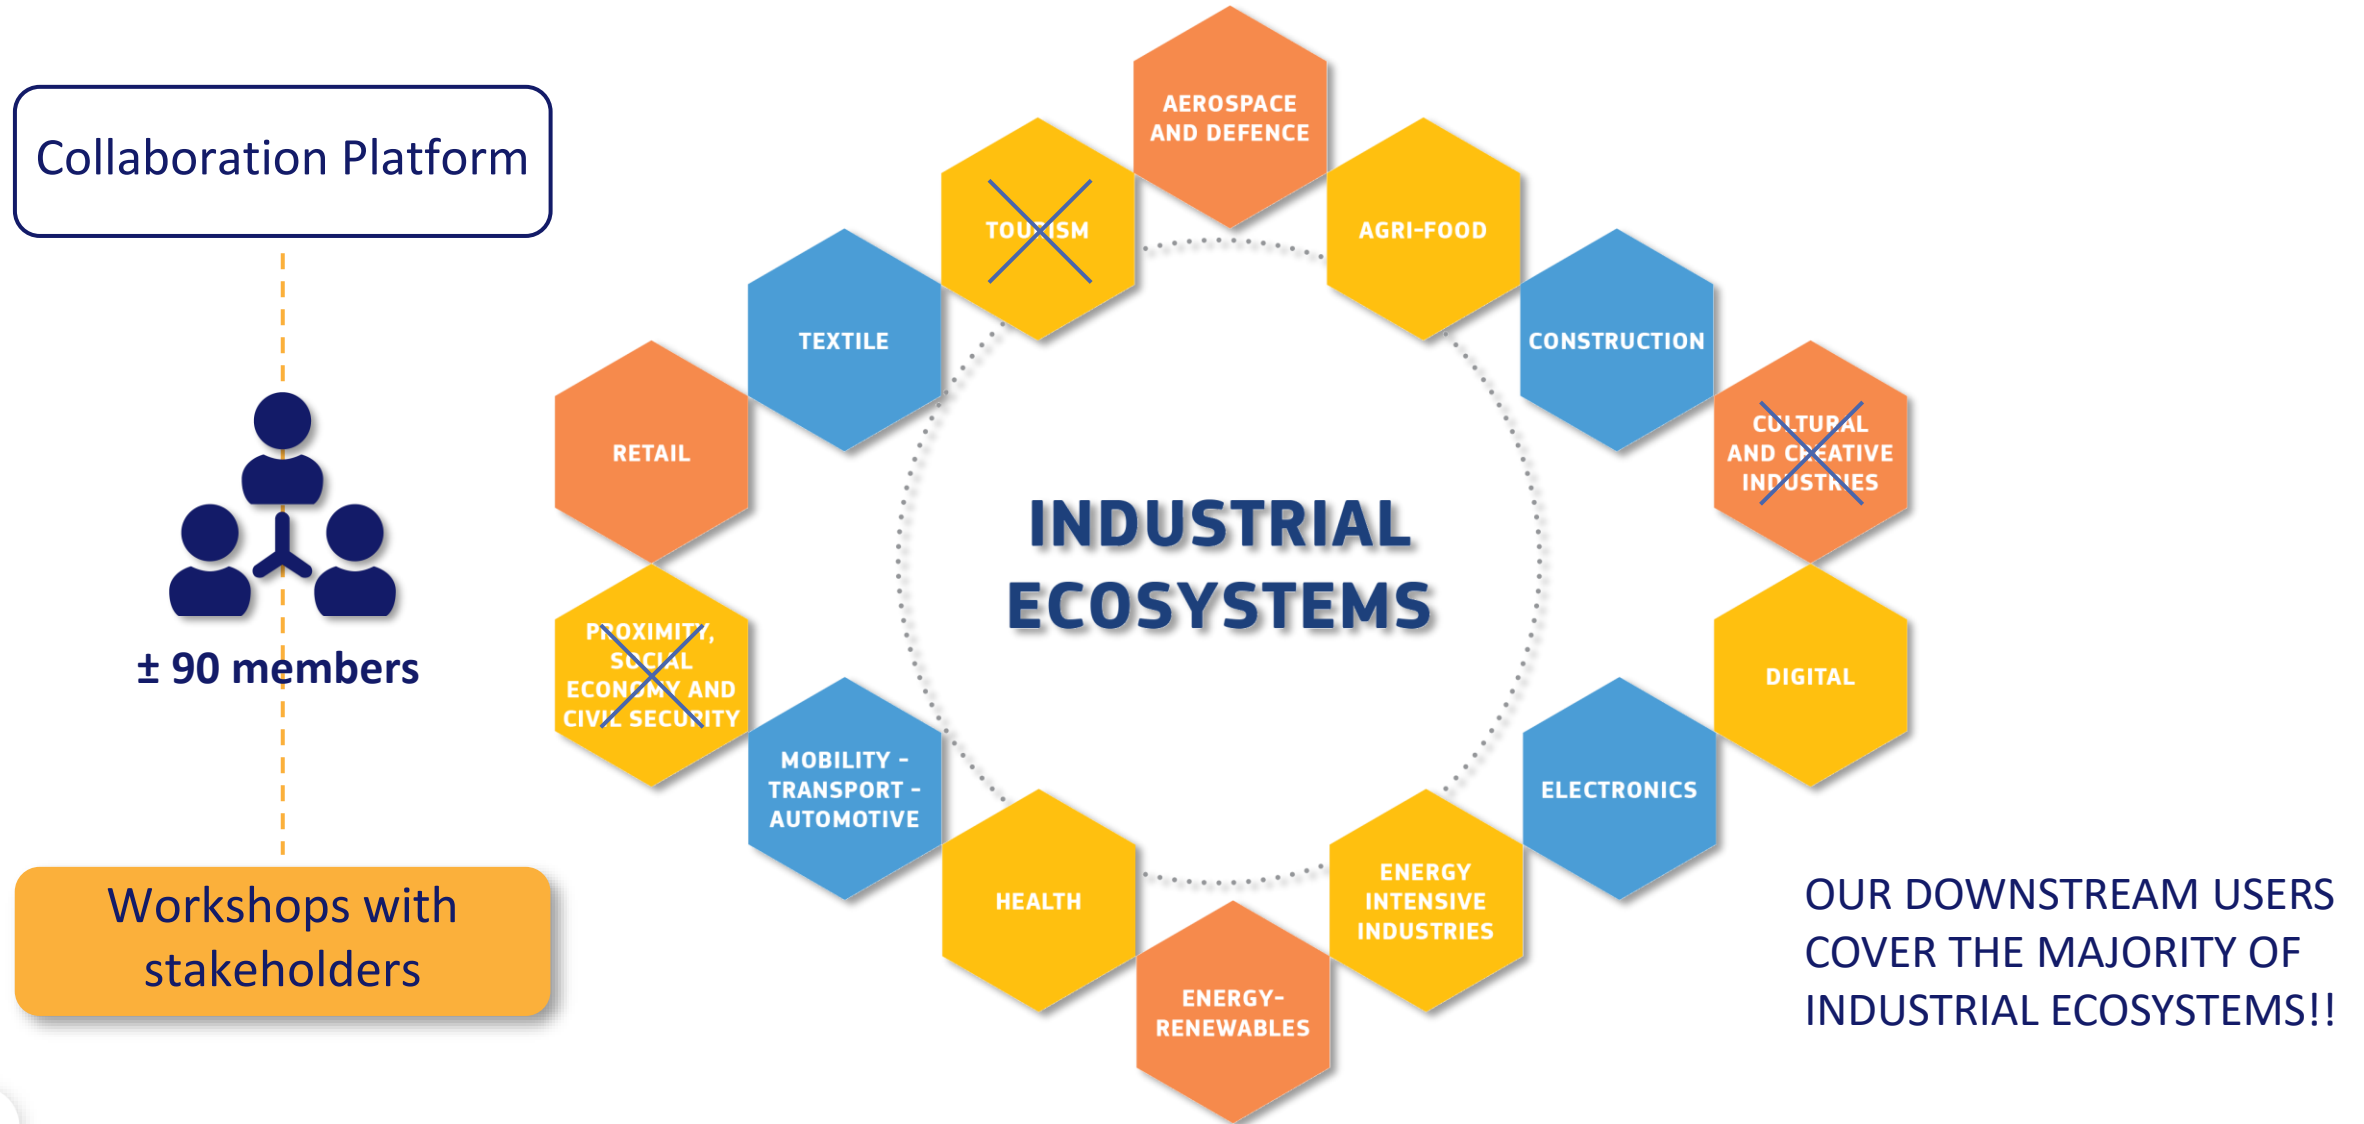 Collaboration Platform
± 90 members
Workshops with
stakeholders
AEROSPACE
AND DEFENCE
AGRI-FOOD
CONSTRUCTION
CULTURAL
AND CREATIVE
INDUSTRIES
DIGITAL
ELECTRONICS
ENERGY
INTENSIVE
INDUSTRIES
ENERGY-
RENEWABLES
HEALTH
MOBILITY -
TRANSPORT -
AUTOMOTIVE
PROXIMITY,
SOCIAL
ECONOMY AND
CIVIL SECURITY
RETAIL
TEXTILE
TOURISM
INDUSTRIAL
ECOSYSTEMS
OUR DOWNSTREAM USERS
COVER THE MAJORITY OF
INDUSTRIAL ECOSYSTEMS!!